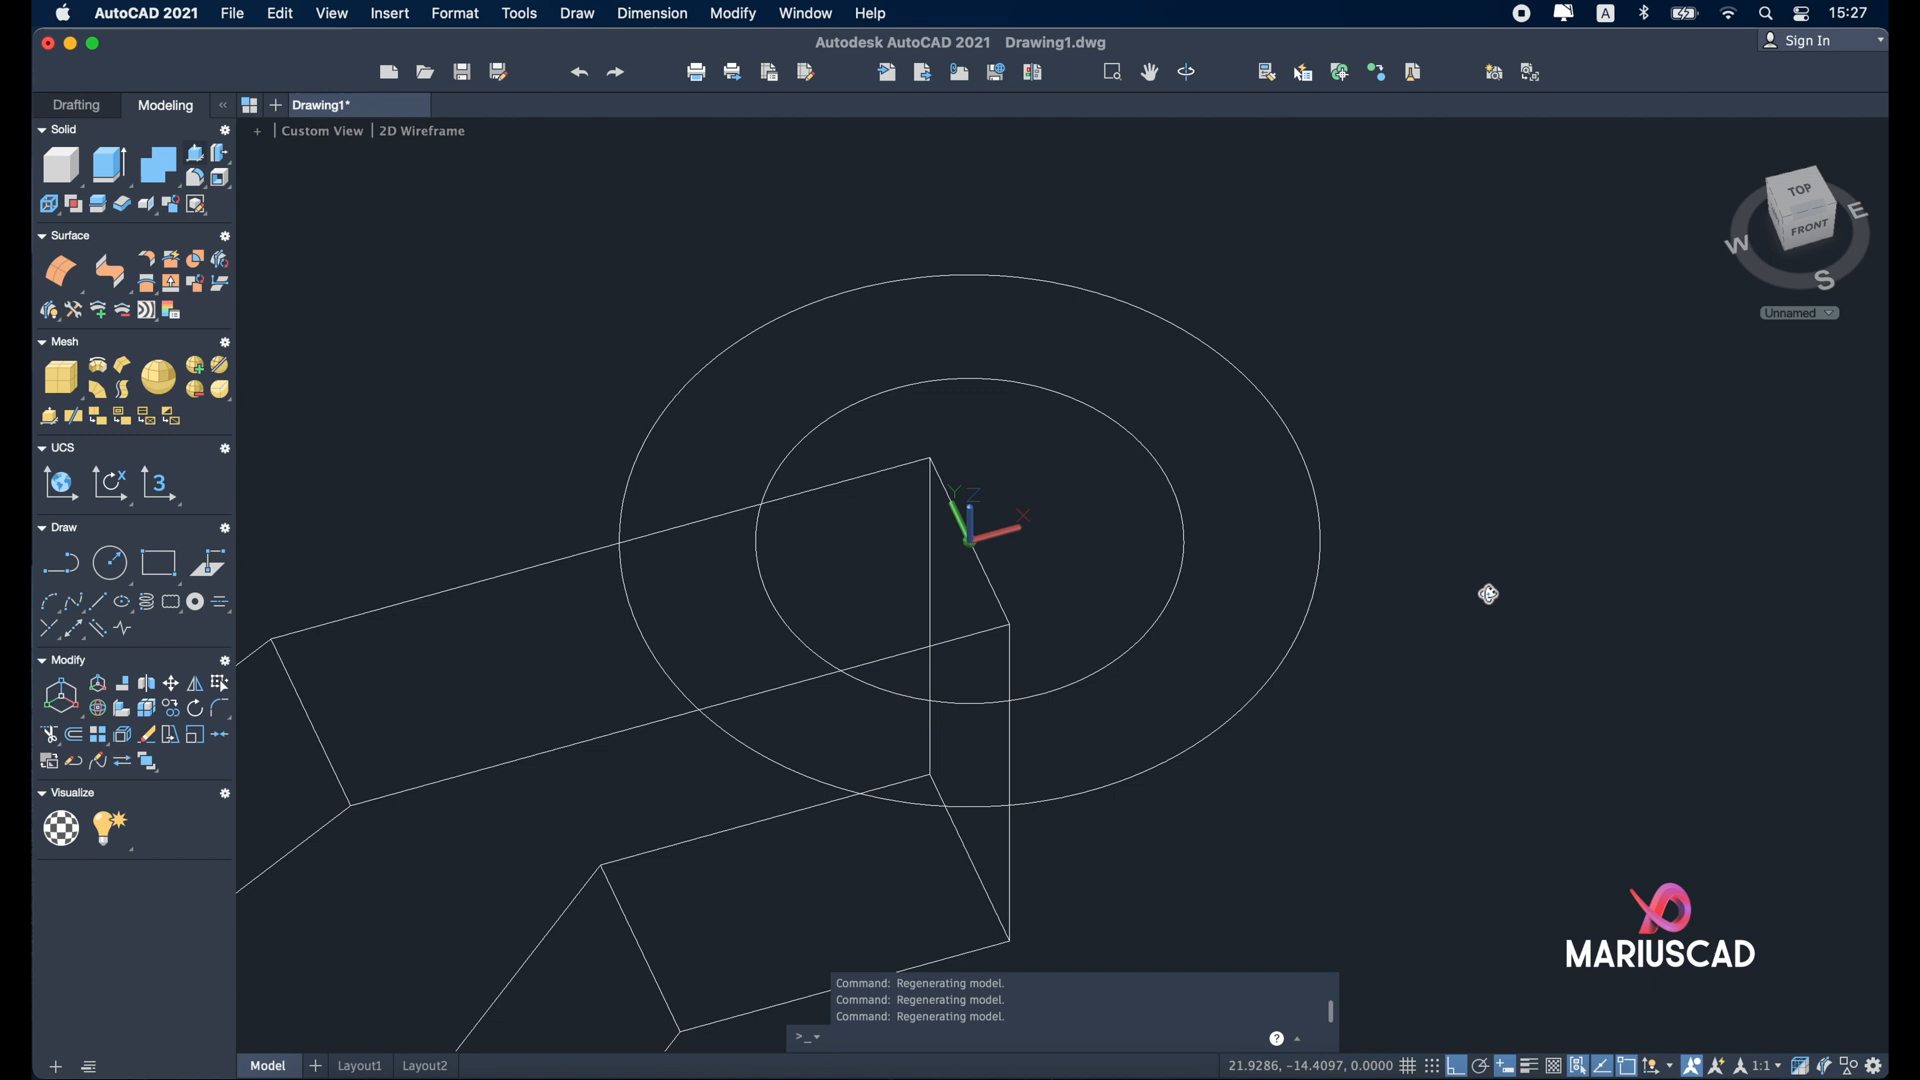 AutoCAD 2021 File Edit View Insert Format Tools Draw Dimension Modify Window Help A 15:27
Autodesk AutoCAD 2021 Drawing1.dwg Sign In
Drafting Modeling « Drawing1*
+ Custom View 2D Wireframe
Solid
TOP
FRONT
W E S
Unnamed
Surface
Mesh
UCS
X 3
Y Z X
Draw
Modify
Visualize
MARIUSCAD
Command: Regenerating model.
Command: Regenerating model.
Command: Regenerating model.
>_
?
Model Layout1 Layout2 21.9286, -14.4097, 0.0000 1:1